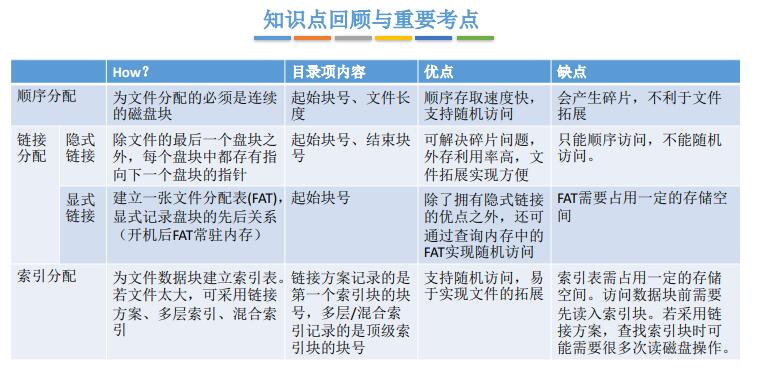 知识点回顾与重要考点
How?
目录项内容
优点
缺点
顺序分配
为文件分配的必须是连续
的磁盘块
起始块号、文件长
度
顺序存取速度快，
支持随机访问
会产生碎片，不利于文件
拓展
链接
分配
隐式
链接
除文件的最后一个盘块之
外，每个盘块中都存有指
向下一个盘块的指针
起始块号、结束块
号
可解决碎片问题，
外存利用率高，文
件拓展实现方便
只能顺序访问，不能随机
访问。
显式
链接
建立一张文件分配表(FAT)，
显式记录盘块的先后关系
（开机后FAT常驻内存）
起始块号
除了拥有隐式链接
的优点之外，还可
通过查询内存中的
FAT实现随机访问
FAT需要占用一定的存储空
间
索引分配
为文件数据块建立索引表。
若文件太大，可采用链接
方案、多层索引、混合索
引
链接方案记录的是
第一个索引块的块
号，多层/混合索
引记录的是顶级索
引块的块号
支持随机访问，易
于实现文件的拓展
索引表需占用一定的存储
空间。访问数据块前需要
先读入索引块。若采用链
接方案，查找索引块时可
能需要很多次读磁盘操作。